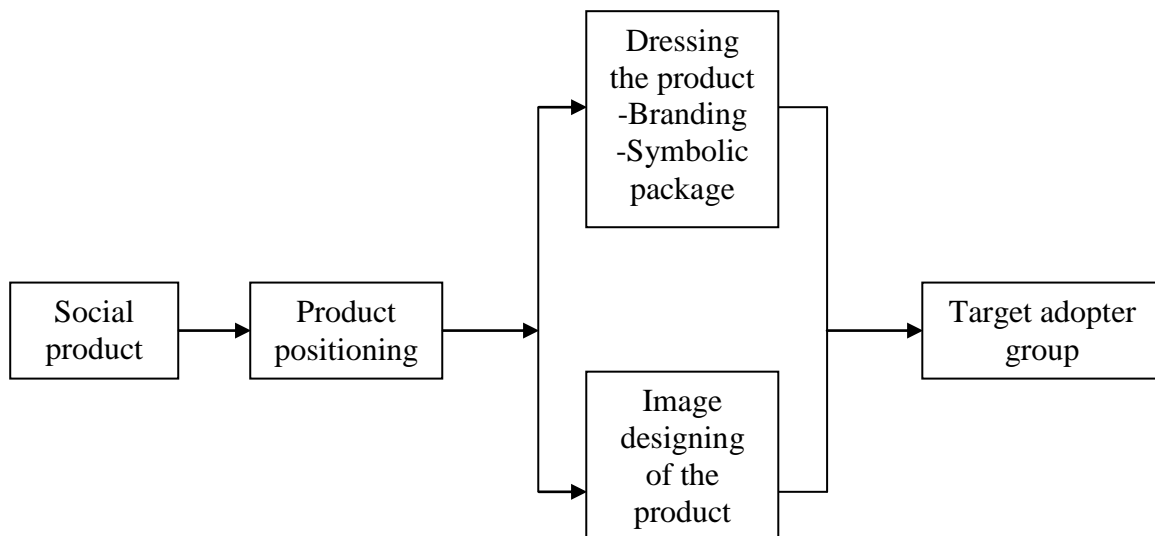 Social
product
Product
positioning
Dressing
the product
-Branding
-Symbolic
package
Image
designing
of the
product
Target adopter
group